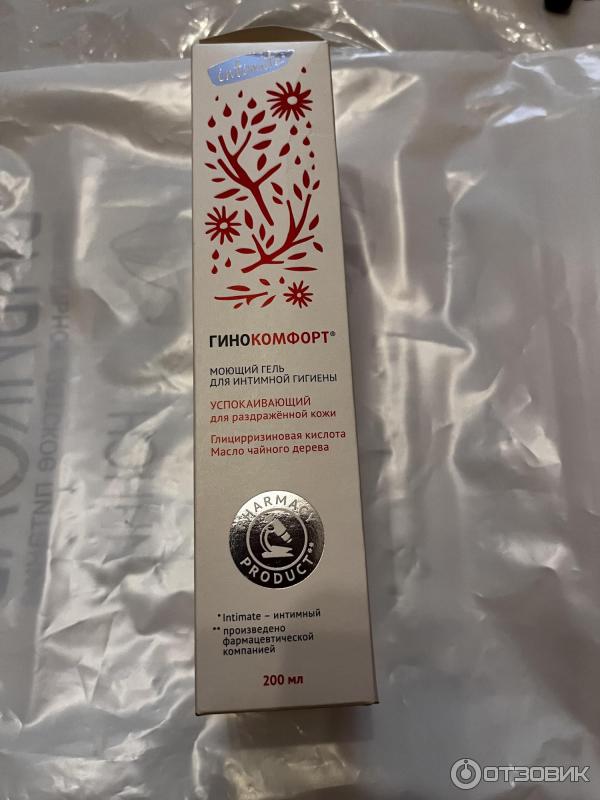 intimate*
ГИНОКОМФОРТ®
МОЮЩИЙ ГЕЛЬ
ДЛЯ ИНТИМНОЙ ГИГИЕНЫ
УСПОКАИВАЮЩИЙ
для раздражённой кожи
Глицирризиновая кислота
Масло чайного дерева
PHARMACY
PRODUCT**
*Intimate – интимный
** произведено
фармацевтической
компанией
200 мл
ОТЗОВИК